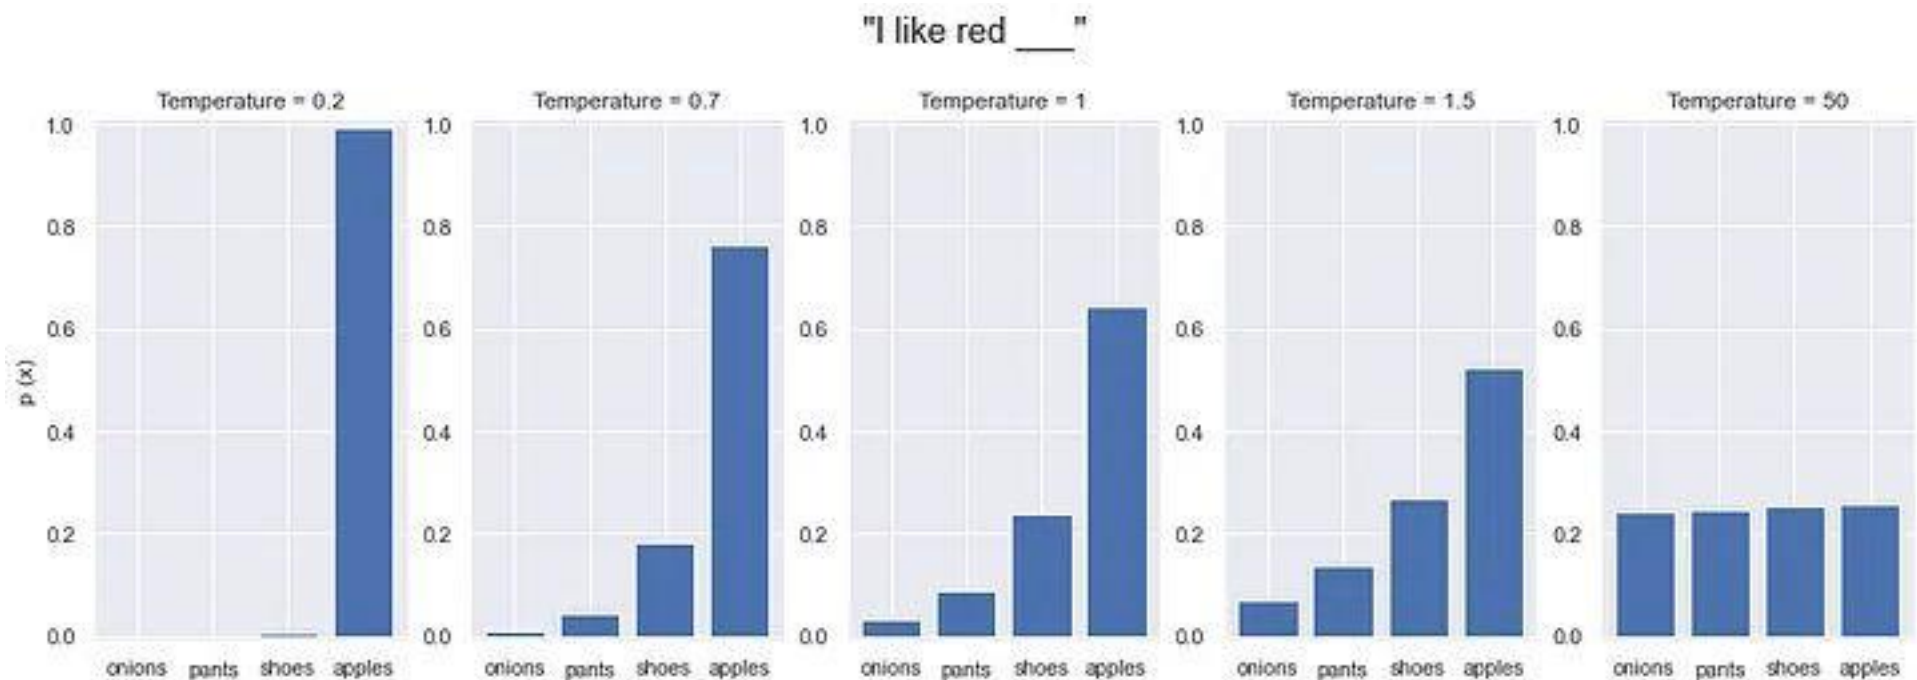 "I like red ___"
Temperature = 0.2
Temperature = 0.7
Temperature = 1
Temperature = 1.5
Temperature = 50
p (x)
1.0
0.8
0.6
0.4
0.2
0.0
onions pants shoes apples
1.0
0.8
0.6
0.4
0.2
0.0
onions pants shoes apples
1.0
0.8
0.6
0.4
0.2
0.0
onions pants shoes apples
1.0
0.8
0.6
0.4
0.2
0.0
onions pants shoes apples
1.0
0.8
0.6
0.4
0.2
0.0
onions pants shoes apples